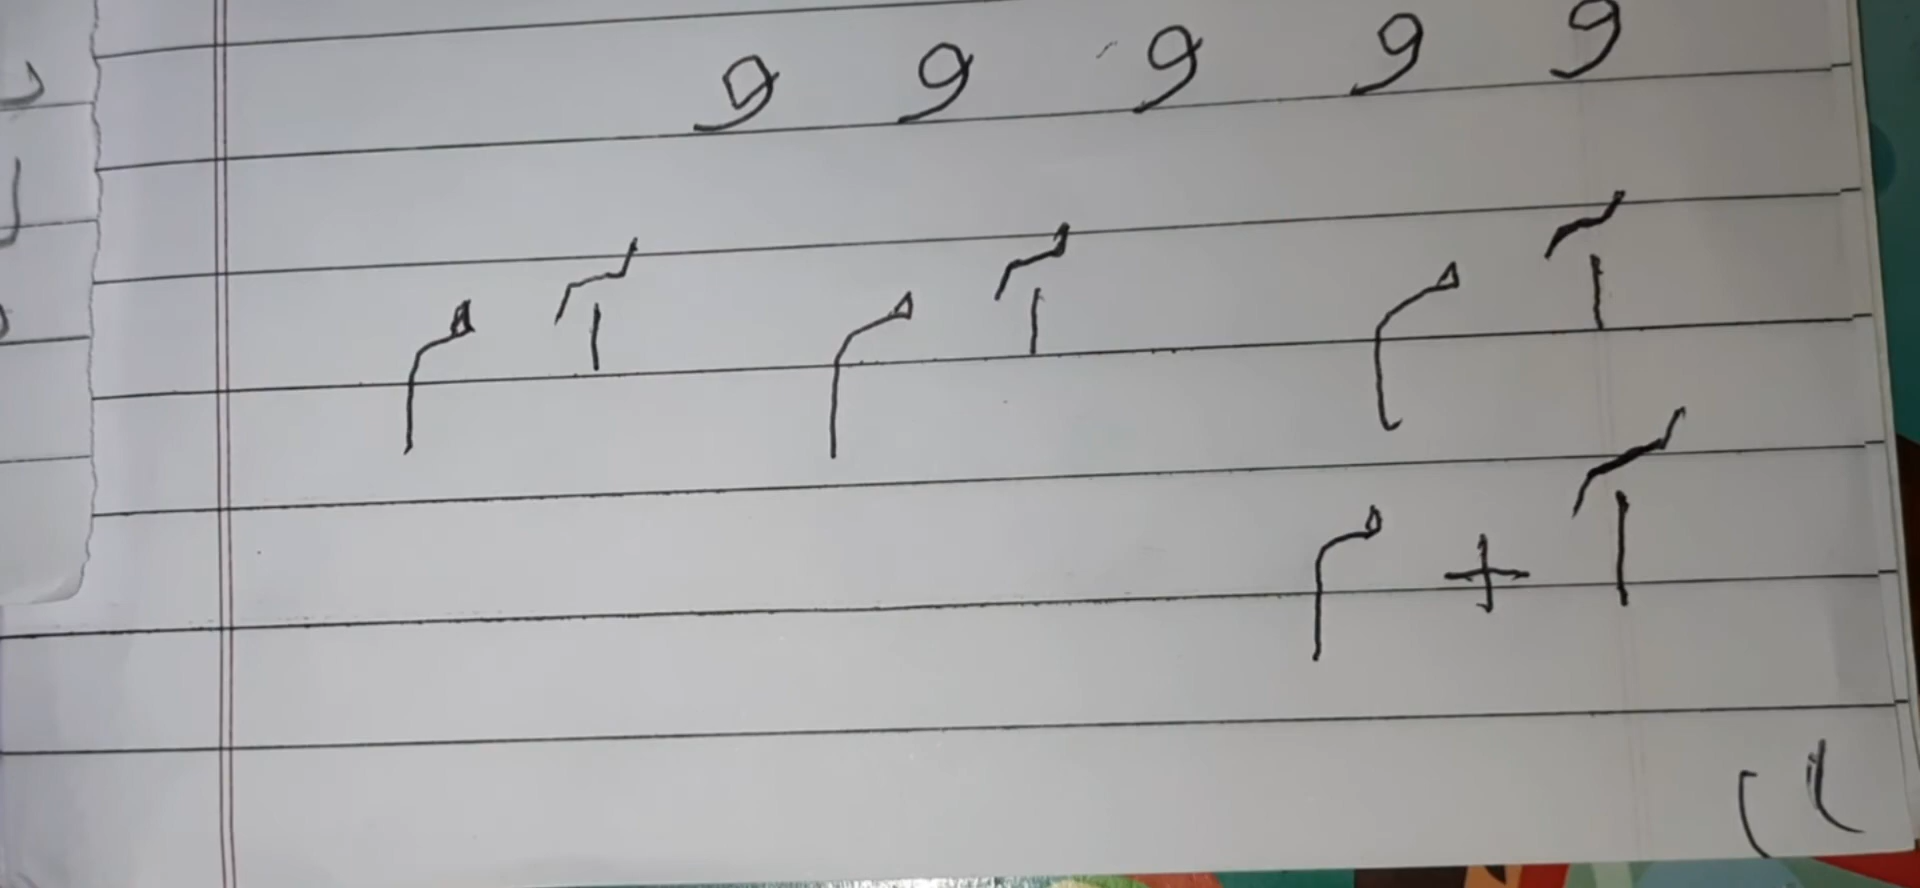 و و و و و
آ م آ م آ م
آ + م